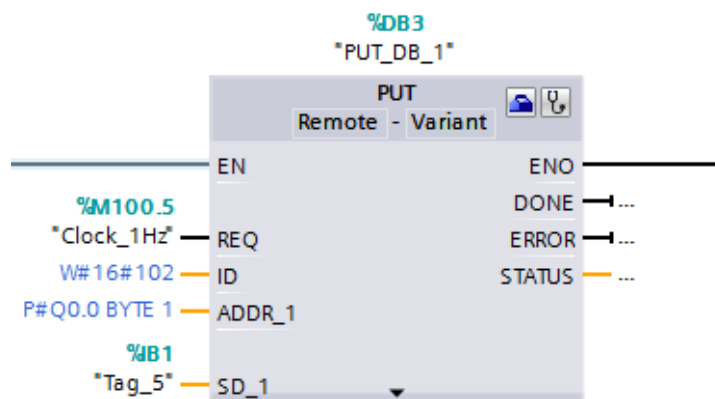 %DB3
"PUT_DB_1"
PUT
Remote - Variant
EN ENO
%M100.5 DONE ...
"Clock_1Hz" REQ ERROR ...
W#16#102 ID STATUS ...
P#Q0.0 BYTE 1 ADDR_1
%IB1
"Tag_5" SD_1